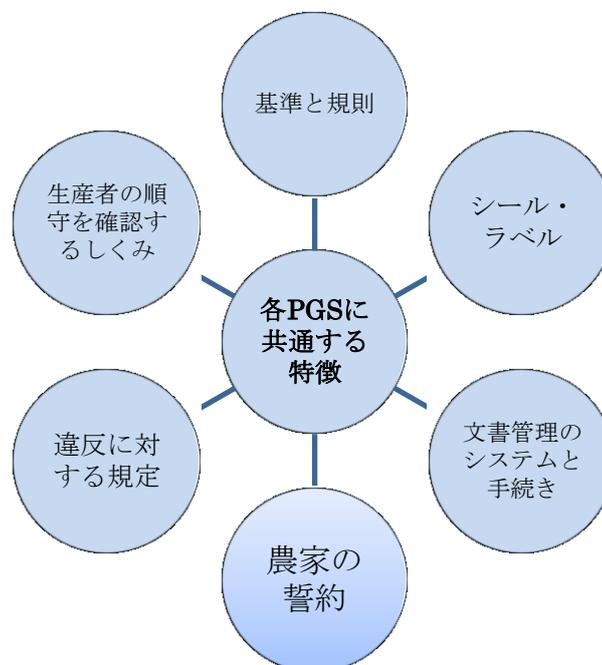 基準と規則
シール・
ラベル
文書管理の
システムと
手続き
農家の
誓約
違反に対
する規定
生産者の順
守を確認す
るしくみ
各PGSに
共通する
特徴